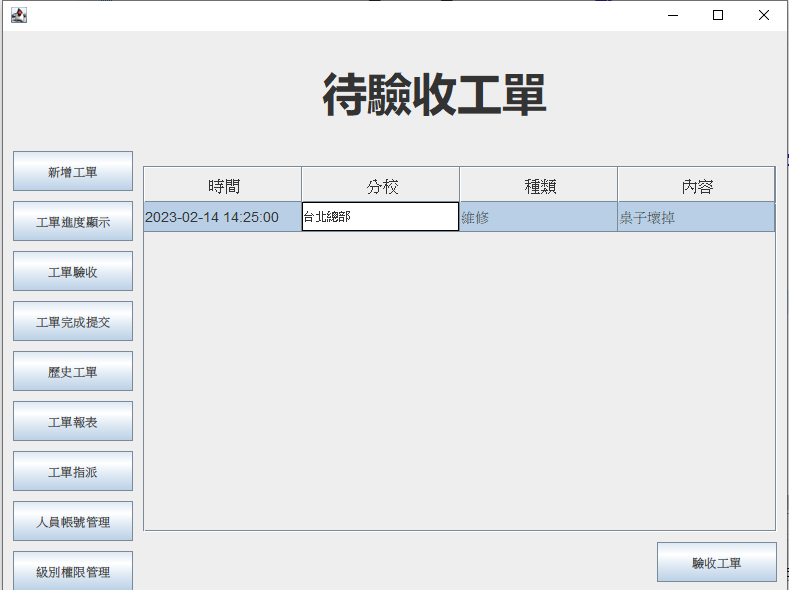 待驗收工單
新增工單
工單進度顯示
工單驗收
工單完成提交
歷史工單
工單報表
工單指派
人員帳號管理
級別權限管理
時間 分校 種類 內容
2023-02-14 14:25:00 台北總部 維修 桌子壞掉
驗收工單